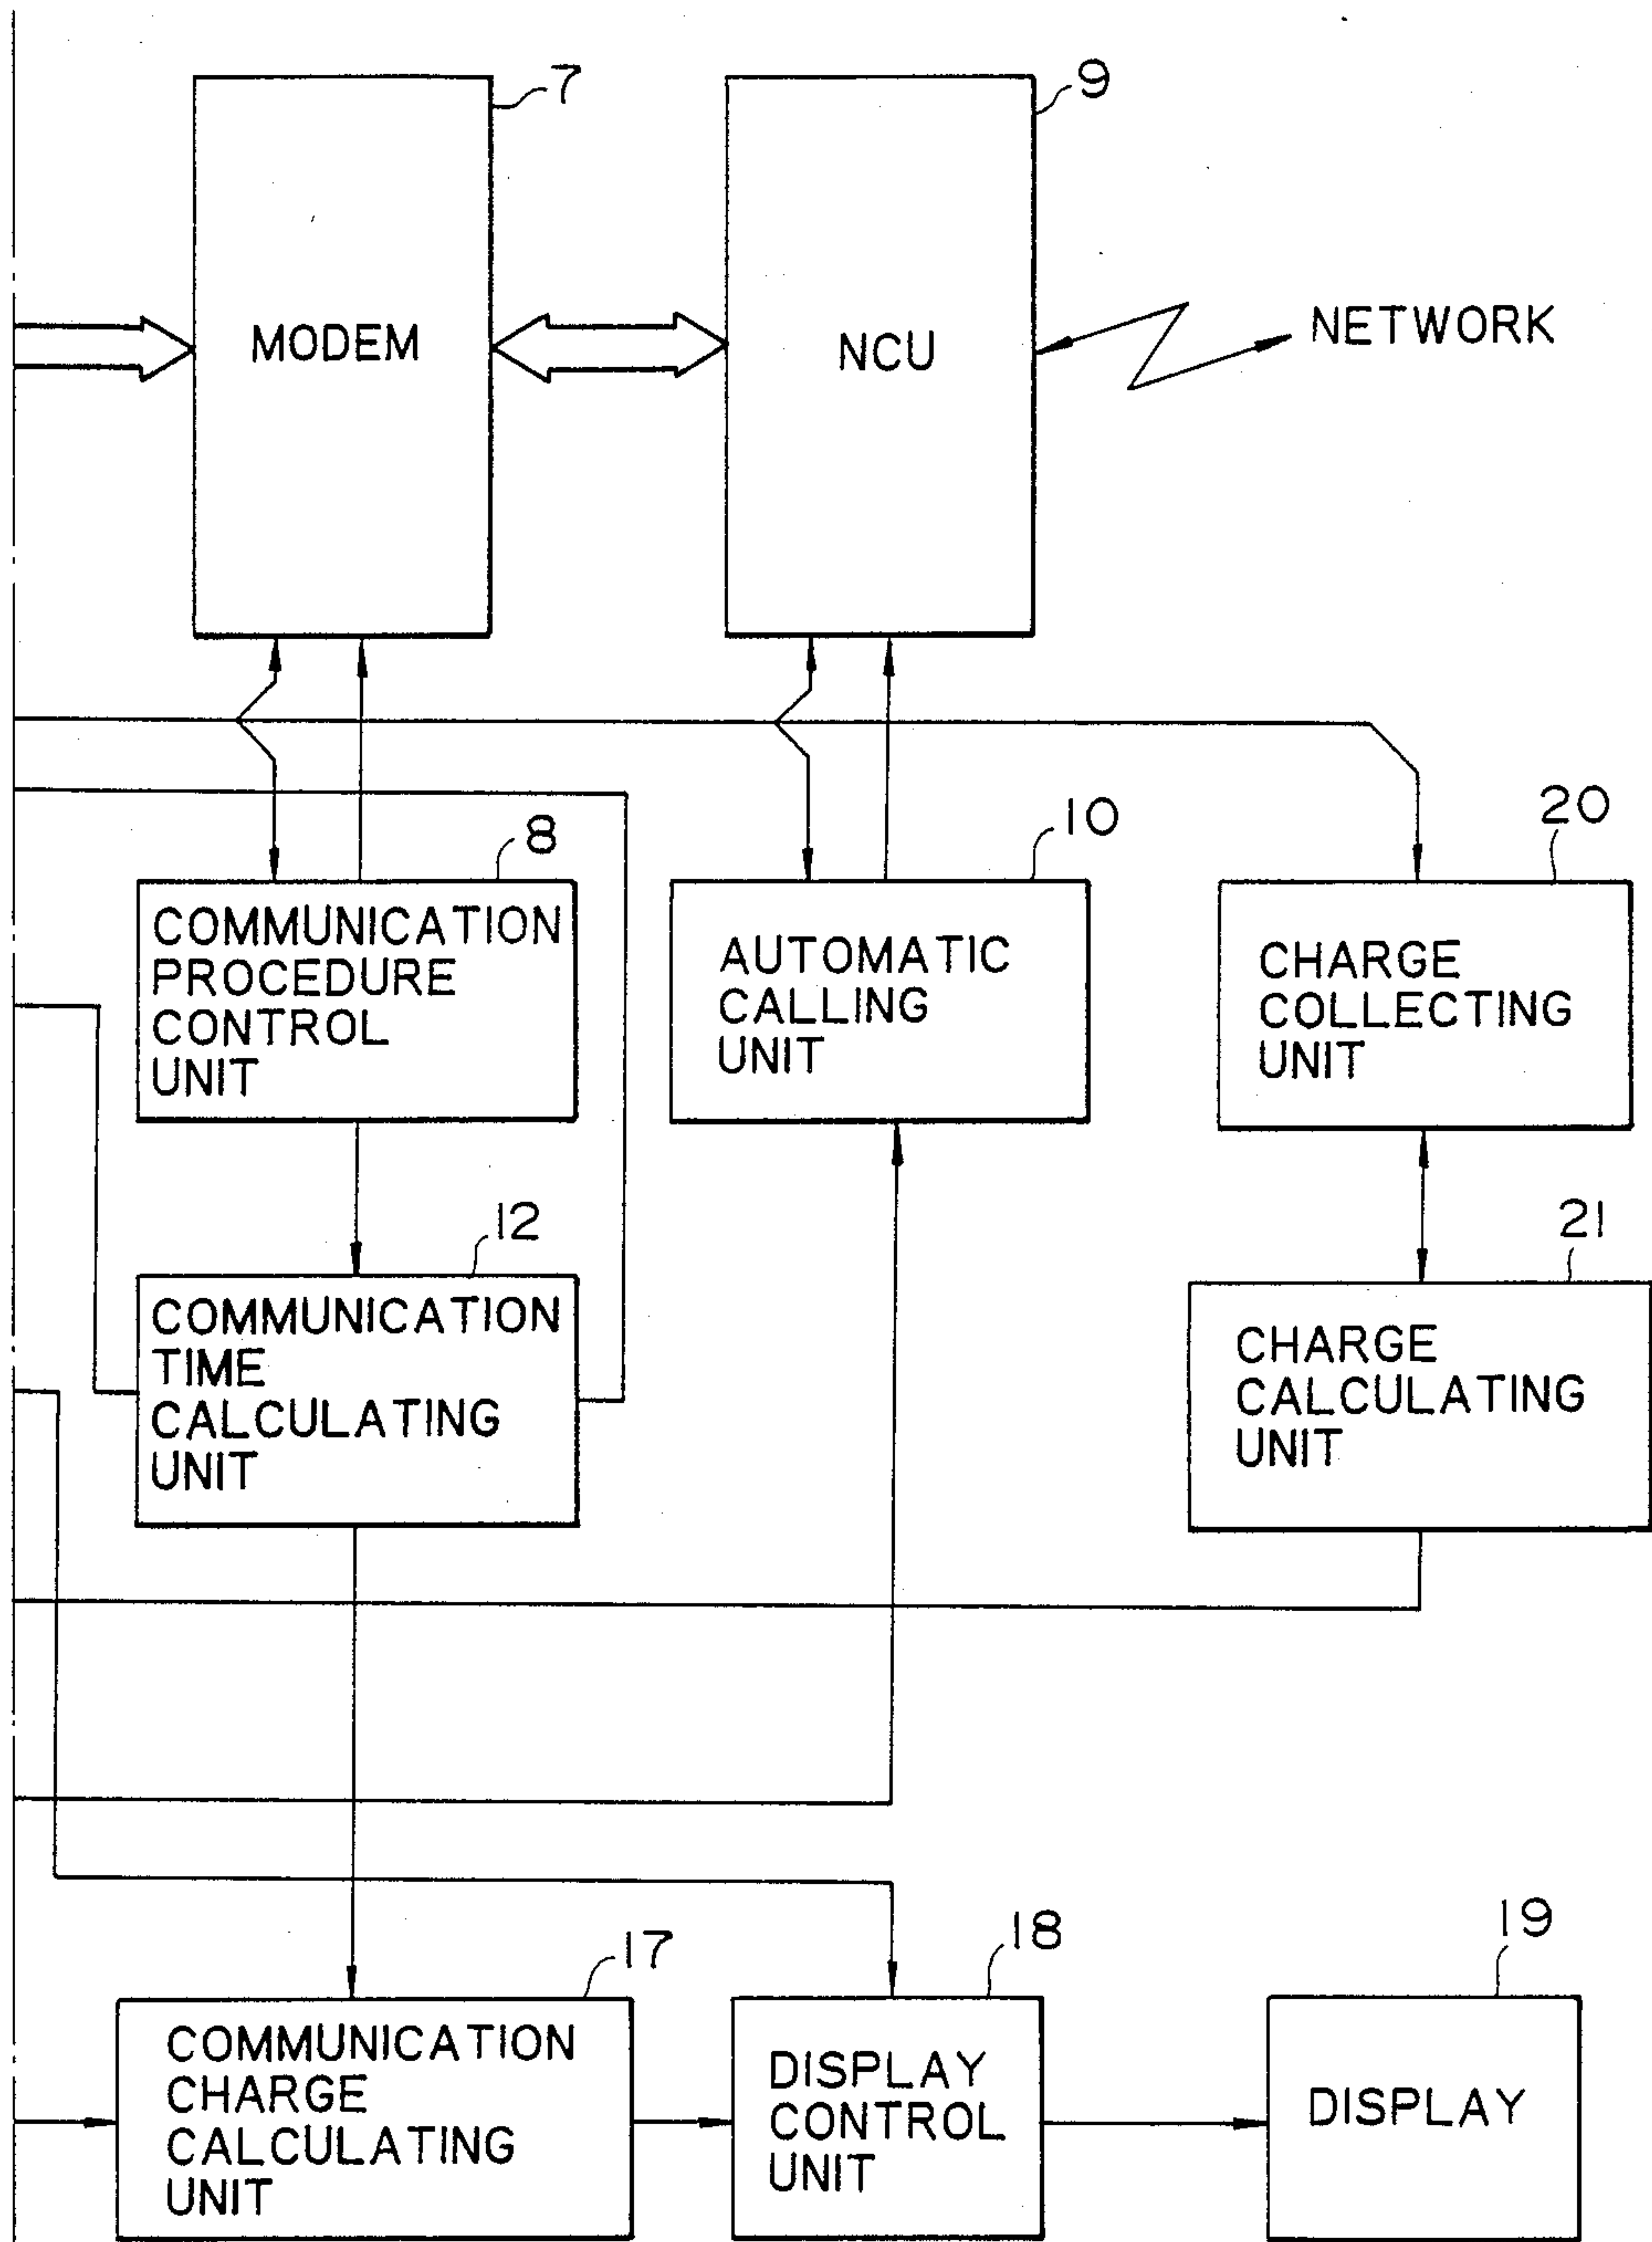 7
9
MODEM
NCU
NETWORK
8
10
20
COMMUNICATION
PROCEDURE
CONTROL
UNIT
AUTOMATIC
CALLING
UNIT
CHARGE
COLLECTING
UNIT
12
21
COMMUNICATION
TIME
CALCULATING
UNIT
CHARGE
CALCULATING
UNIT
17
18
19
COMMUNICATION
CHARGE
CALCULATING
UNIT
DISPLAY
CONTROL
UNIT
DISPLAY